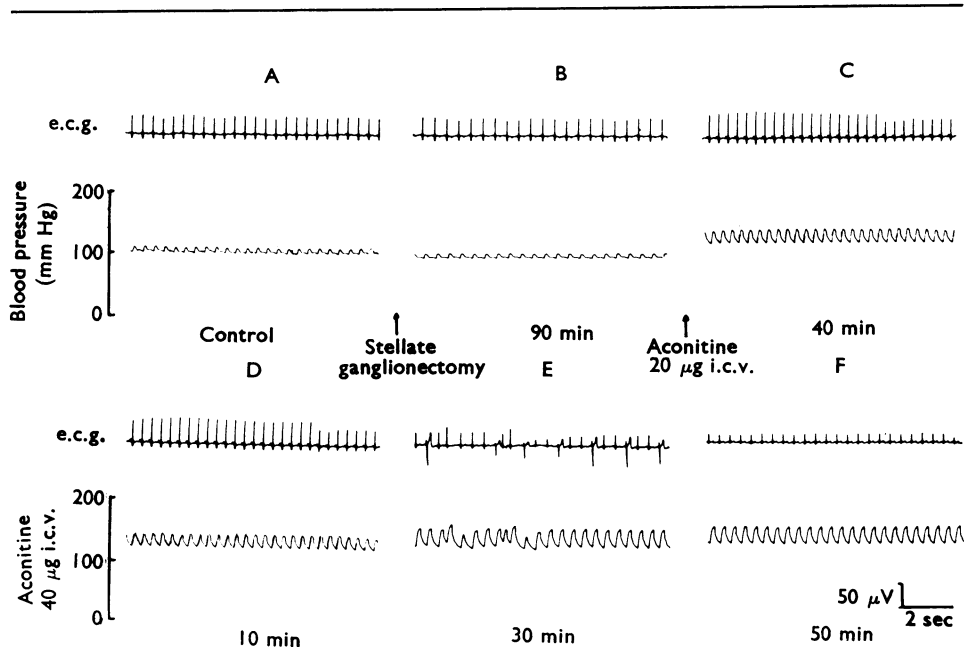 A
B
C
e.c.g.
Blood pressure
(mm Hg)
200
100
0
Control
Stellate
ganglionectomy
90 min
Aconitine
20 μg i.c.v.
40 min
D
E
F
e.c.g.
Aconitine
40 μg i.c.v.
200
100
0
50 μV
2 sec
10 min
30 min
50 min